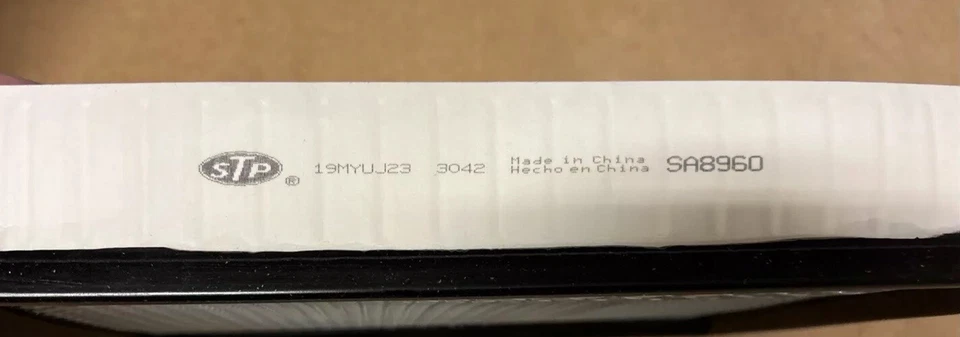 STP® 19MYUJ23 3042 Made in China SA8960
Hecho en China